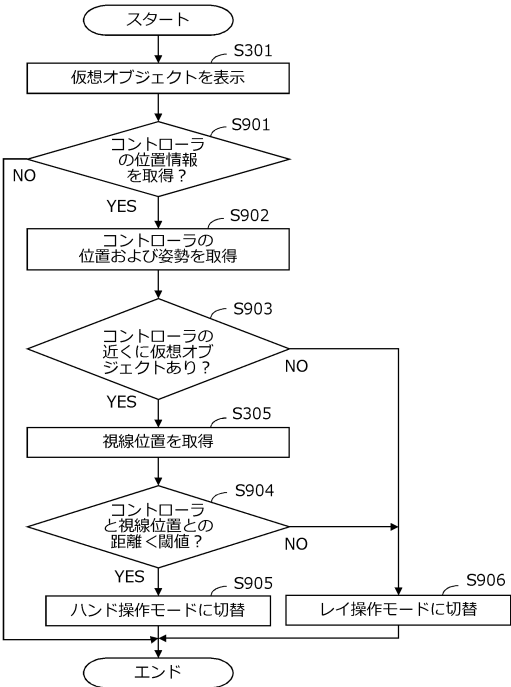 スタート
S301
仮想オブジェクトを表示
S901
コントローラ
の位置情報
を取得？
NO
YES
S902
コントローラの
位置および姿勢を取得
S903
コントローラの
近くに仮想オブ
ジェクトあり？
NO
YES
S305
視線位置を取得
S904
コントローラ
と視線位置との
距離＜閾値？
NO
YES
S905
ハンド操作モードに切替
S906
レイ操作モードに切替
エンド